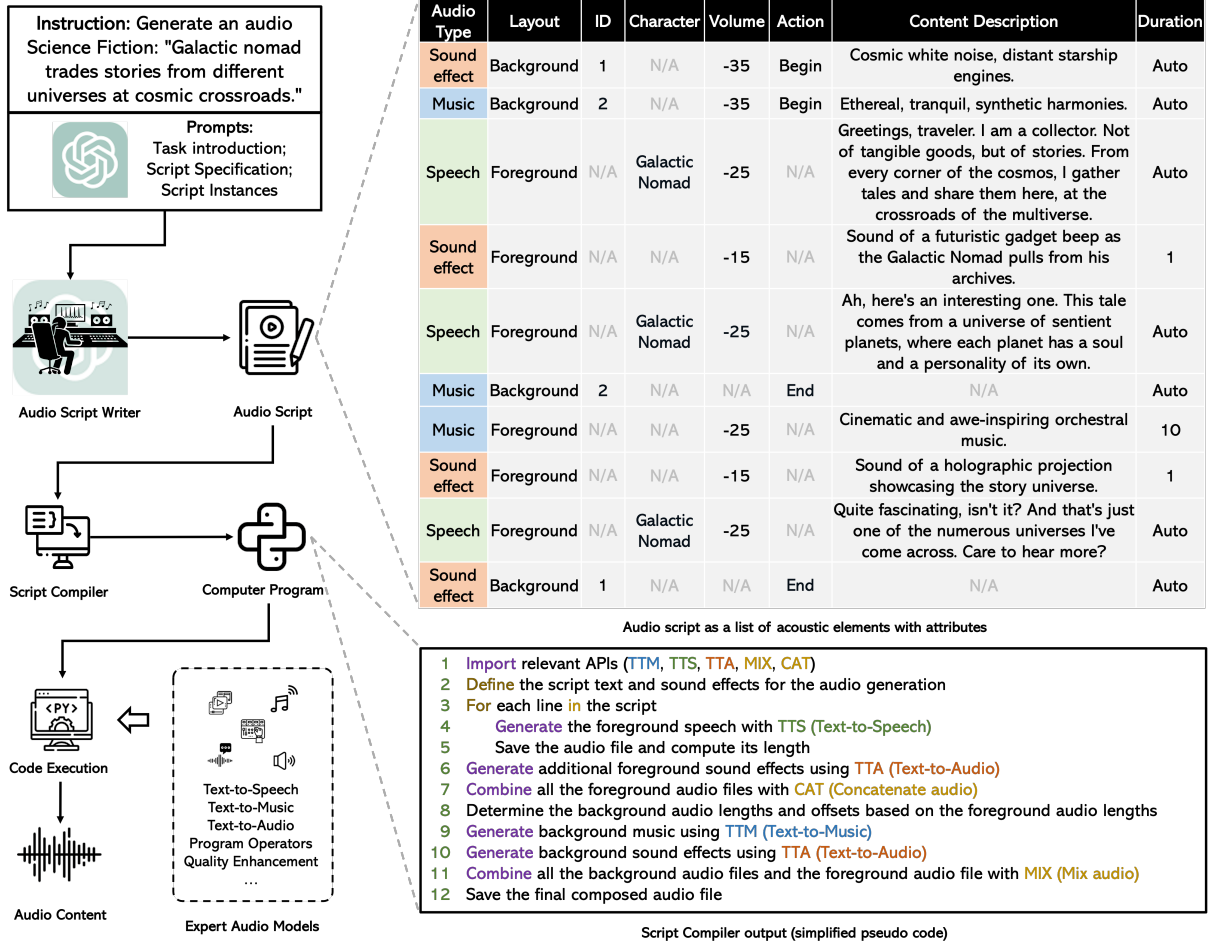 Instruction: Generate an audio
Science Fiction: "Galactic nomad
trades stories from different
universes at cosmic crossroads."
Prompts:
Task introduction;
Script Specification;
Script Instances
Audio Script Writer
Audio Script
Script Compiler
Computer Program
<PY>
Code Execution
Audio Content
Text-to-Speech
Text-to-Music
Text-to-Audio
Program Operators
Quality Enhancement
...
Expert Audio Models
Audio Type Layout ID Character Volume Action Content Description Duration
Sound effect Background 1 N/A -35 Begin Cosmic white noise, distant starship
engines. Auto
Music Background 2 N/A -35 Begin Ethereal, tranquil, synthetic harmonies. Auto
Speech Foreground N/A Galactic Nomad -25 N/A Greetings, traveler. I am a collector. Not
of tangible goods, but of stories. From
every corner of the cosmos, I gather
tales and share them here, at the
crossroads of the multiverse. Auto
Sound effect Foreground N/A N/A -15 N/A Sound of a futuristic gadget beep as
the Galactic Nomad pulls from his
archives. 1
Speech Foreground N/A Galactic Nomad -25 N/A Ah, here's an interesting one. This tale
comes from a universe of sentient
planets, where each planet has a soul
and a personality of its own. Auto
Music Background 2 N/A N/A End N/A Auto
Music Foreground N/A N/A -25 N/A Cinematic and awe-inspiring orchestral
music. 10
Sound effect Foreground N/A N/A -15 N/A Sound of a holographic projection
showcasing the story universe. 1
Speech Foreground N/A Galactic Nomad -25 N/A Quite fascinating, isn't it? And that's just
one of the numerous universes I've
come across. Care to hear more? Auto
Sound effect Background 1 N/A N/A End N/A Auto
Audio script as a list of acoustic elements with attributes
1 Import relevant APIs (TTM, TTS, TTA, MIX, CAT)
2 Define the script text and sound effects for the audio generation
3 For each line in the script
4 Generate the foreground speech with TTS (Text-to-Speech)
5 Save the audio file and compute its length
6 Generate additional foreground sound effects using TTA (Text-to-Audio)
7 Combine all the foreground audio files with CAT (Concatenate audio)
8 Determine the background audio lengths and offsets based on the foreground audio lengths
9 Generate background music using TTM (Text-to-Music)
10 Generate background sound effects using TTA (Text-to-Audio)
11 Combine all the background audio files and the foreground audio file with MIX (Mix audio)
12 Save the final composed audio file
Script Compiler output (simplified pseudo code)